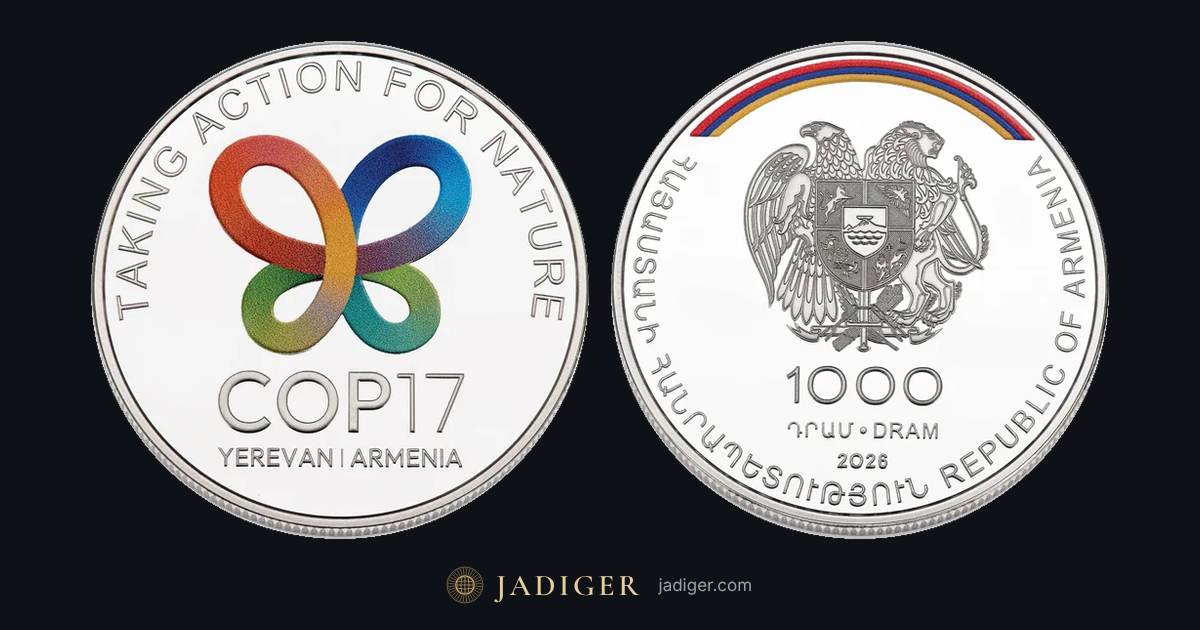 TAKING ACTION FOR NATURE
COP17
YEREVAN | ARMENIA
ՀԱՅԱՍՏԱՆԻ ՀԱՆՐԱՊԵՏՈՒԹՅՈՒՆ REPUBLIC OF ARMENIA
1000
ԴՐԱՄ • DRAM
2026
JADIGER jadiger.com